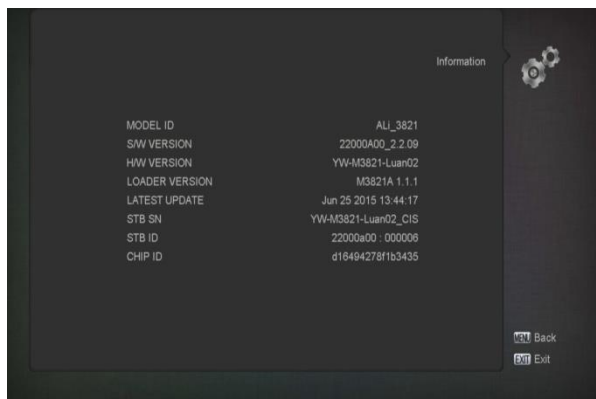 Information
MODEL ID ALi_3821
S/W VERSION 22000A00_2.2.09
H/W VERSION YW-M3821-Luan02
LOADER VERSION M3821A 1.1.1
LATEST UPDATE Jun 25 2015 13:44:17
STB SN YW-M3821-Luan02_CIS
STB ID 22000a00 : 000006
CHIP ID d16494278f1b3435
MENU Back
EXIT Exit